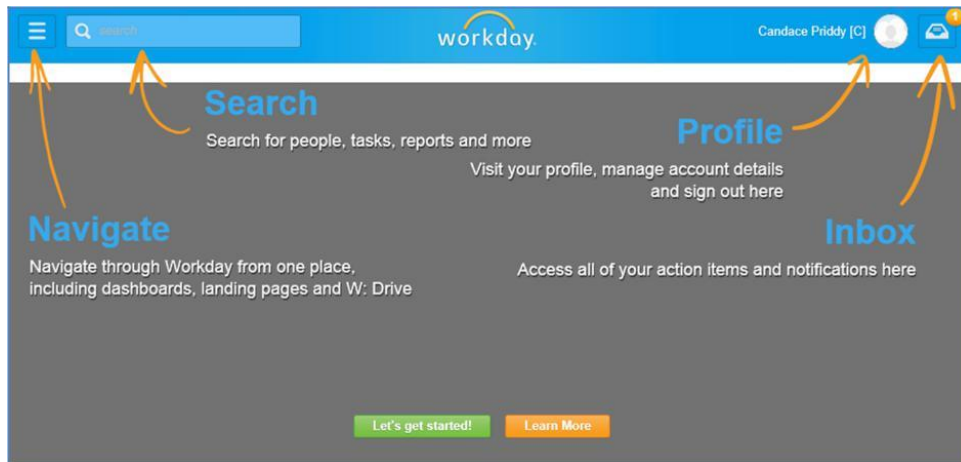 search
workday.
Candace Priddy [C]
1
Search
Search for people, tasks, reports and more
Profile
Visit your profile, manage account details
and sign out here
Navigate
Navigate through Workday from one place,
including dashboards, landing pages and W: Drive
Inbox
Access all of your action items and notifications here
Let's get started!
Learn More